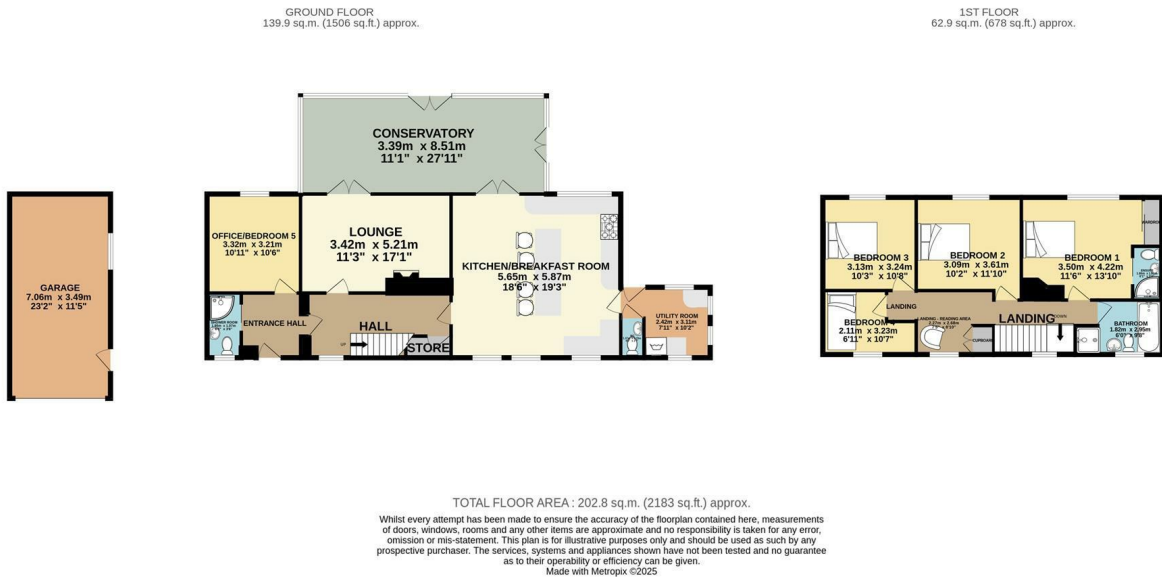 GROUND FLOOR
139.9 sq.m. (1506 sq.ft.) approx.
1ST FLOOR
62.9 sq.m. (678 sq.ft.) approx.
CONSERVATORY
3.39m x 8.51m
11'1" x 27'11"
OFFICE/BEDROOM 5
3.32m x 3.21m
10'11" x 10'6"
LOUNGE
3.42m x 5.21m
11'3" x 17'1"
KITCHEN/BREAKFAST ROOM
5.65m x 5.87m
18'6" x 19'3"
GARAGE
7.06m x 3.49m
23'2" x 11'5"
SHOWER ROOM
ENTRANCE HALL
HALL
UP
STORE
UTILITY ROOM
2.42m x 3.11m
7'11" x 10'2"
BEDROOM 3
3.13m x 3.24m
10'3" x 10'8"
BEDROOM 2
3.09m x 3.61m
10'2" x 11'10"
BEDROOM 1
3.50m x 4.22m
11'6" x 13'10"
WARDROBE
BEDROOM 4
2.11m x 3.23m
6'11" x 10'7"
LANDING
LANDING - READING AREA
CUPBOARD
LANDING
DOWN
BATHROOM
1.82m x 2.95m
TOTAL FLOOR AREA : 202.8 sq.m. (2183 sq.ft.) approx.
Whilst every attempt has been made to ensure the accuracy of the floorplan contained here, measurements
of doors, windows, rooms and any other items are approximate and no responsibility is taken for any error,
omission or mis-statement. This plan is for illustrative purposes only and should be used as such by any
prospective purchaser. The services, systems and appliances shown have not been tested and no guarantee
as to their operability or efficiency can be given.
Made with Metropix ©2025